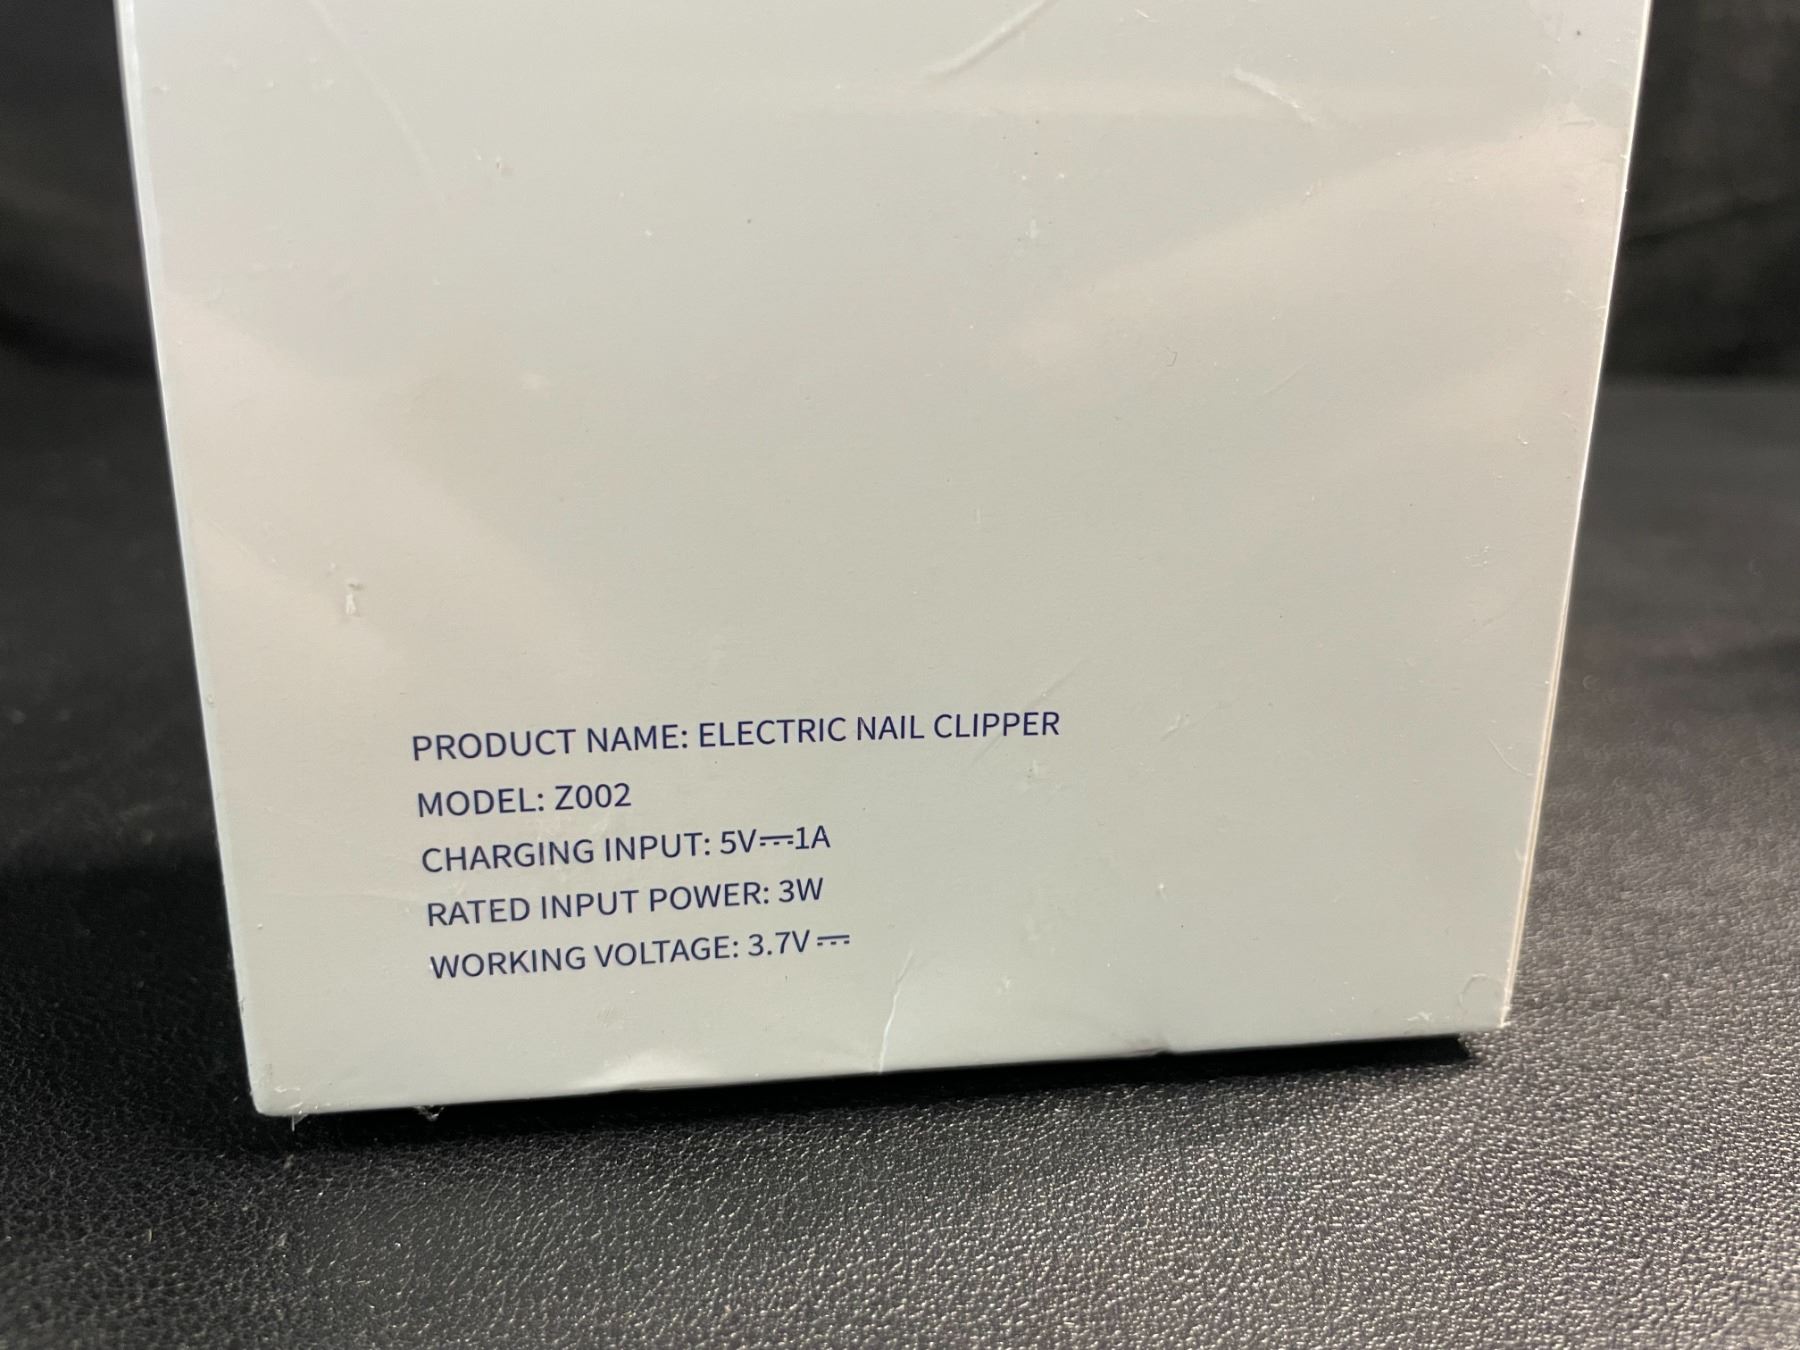 PRODUCT NAME: ELECTRIC NAIL CLIPPER
MODEL: Z002
CHARGING INPUT: 5V⎓1A
RATED INPUT POWER: 3W
WORKING VOLTAGE: 3.7V⎓